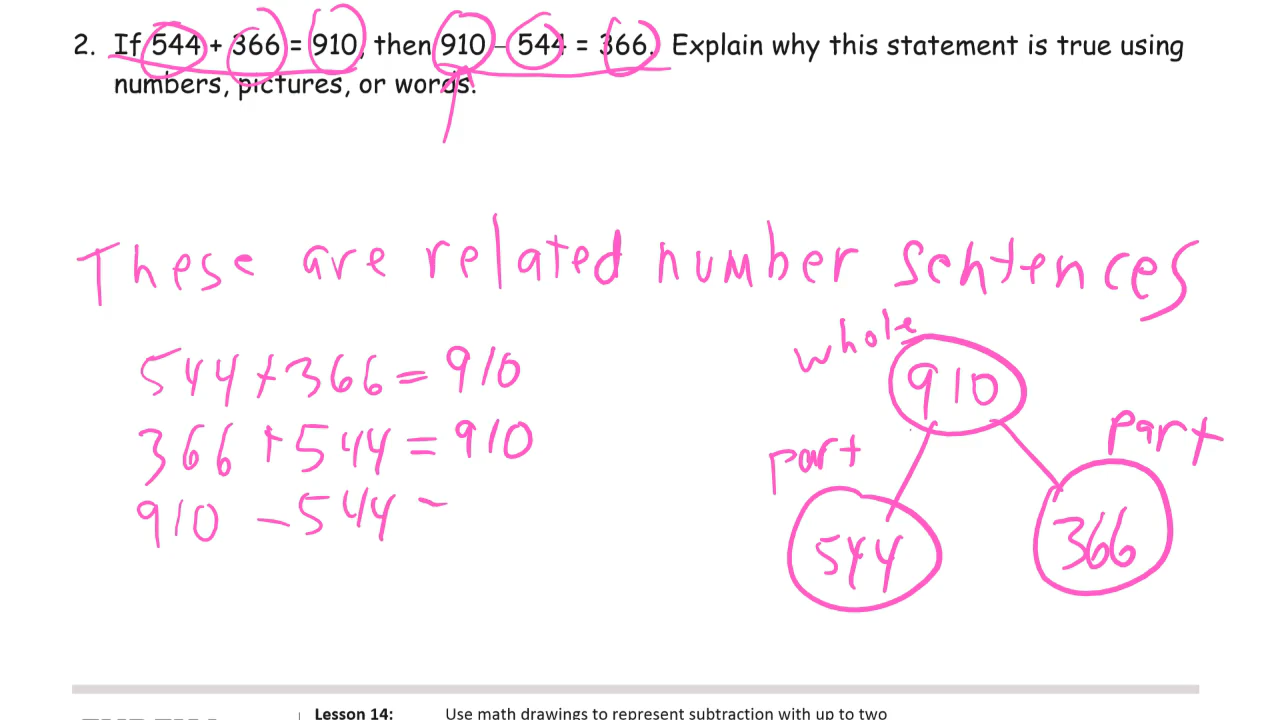 2. If 544 + 366 = 910, then 910 - 544 = 366. Explain why this statement is true using
numbers, pictures, or words.
These are related number sentences
whole
910
544 + 366 = 910
part
part
366 + 544 = 910
910 - 544 -
544
366
Lesson 14: Use math drawings to represent subtraction with up to two